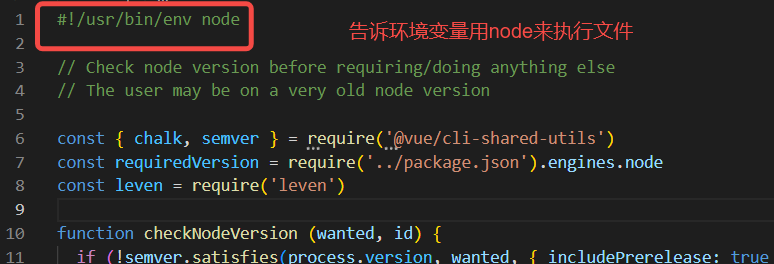 1 #!/usr/bin/env node 告诉环境变量用node来执行文件
2
3 // Check node version before requiring/doing anything else
4 // The user may be on a very old node version
5
6 const { chalk, semver } = require('@vue/cli-shared-utils')
7 const requiredVersion = require('../package.json').engines.node
8 const leven = require('leven')
9
10 function checkNodeVersion (wanted, id) {
11 if (!semver.satisfies(process.version, wanted, { includePrerelease: true